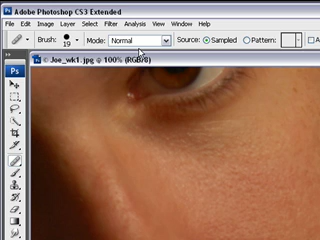 Adobe Photoshop CS3 Extended
File Edit Image Layer Select Filter Analysis View Window Help
Brush: 19 Mode: Normal Source: Sampled Pattern:
Ps © Joe_wk1.jpg @ 100% (RGB/8)